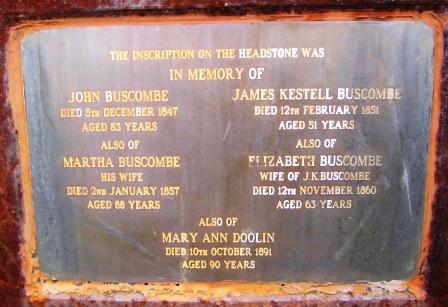 THE INSCRIPTION ON THE HEADSTONE WAS
IN MEMORY OF
JOHN BUSCOMBE
DIED 5TH DECEMBER 1847
AGED 83 YEARS
ALSO OF
MARTHA BUSCOMBE
HIS WIFE
DIED 2ND JANUARY 1857
AGED 88 YEARS
JAMES KESTELL BUSCOMBE
DIED 12TH FEBRUARY 1851
AGED 51 YEARS
ALSO OF
ELIZABETH BUSCOMBE
WIFE OF J.K.BUSCOMBE
DIED 12TH NOVEMBER 1860
AGED 63 YEARS
ALSO OF
MARY ANN DOOLIN
DIED 10TH OCTOBER 1891
AGED 90 YEARS